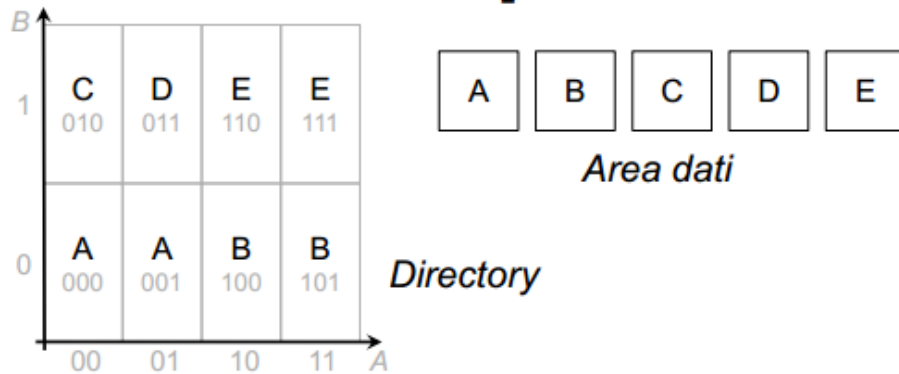 B
1 C D E E
010 011 110 111
0 A A B B
000 001 100 101
00 01 10 11 A
Directory
A B C D E
Area dati